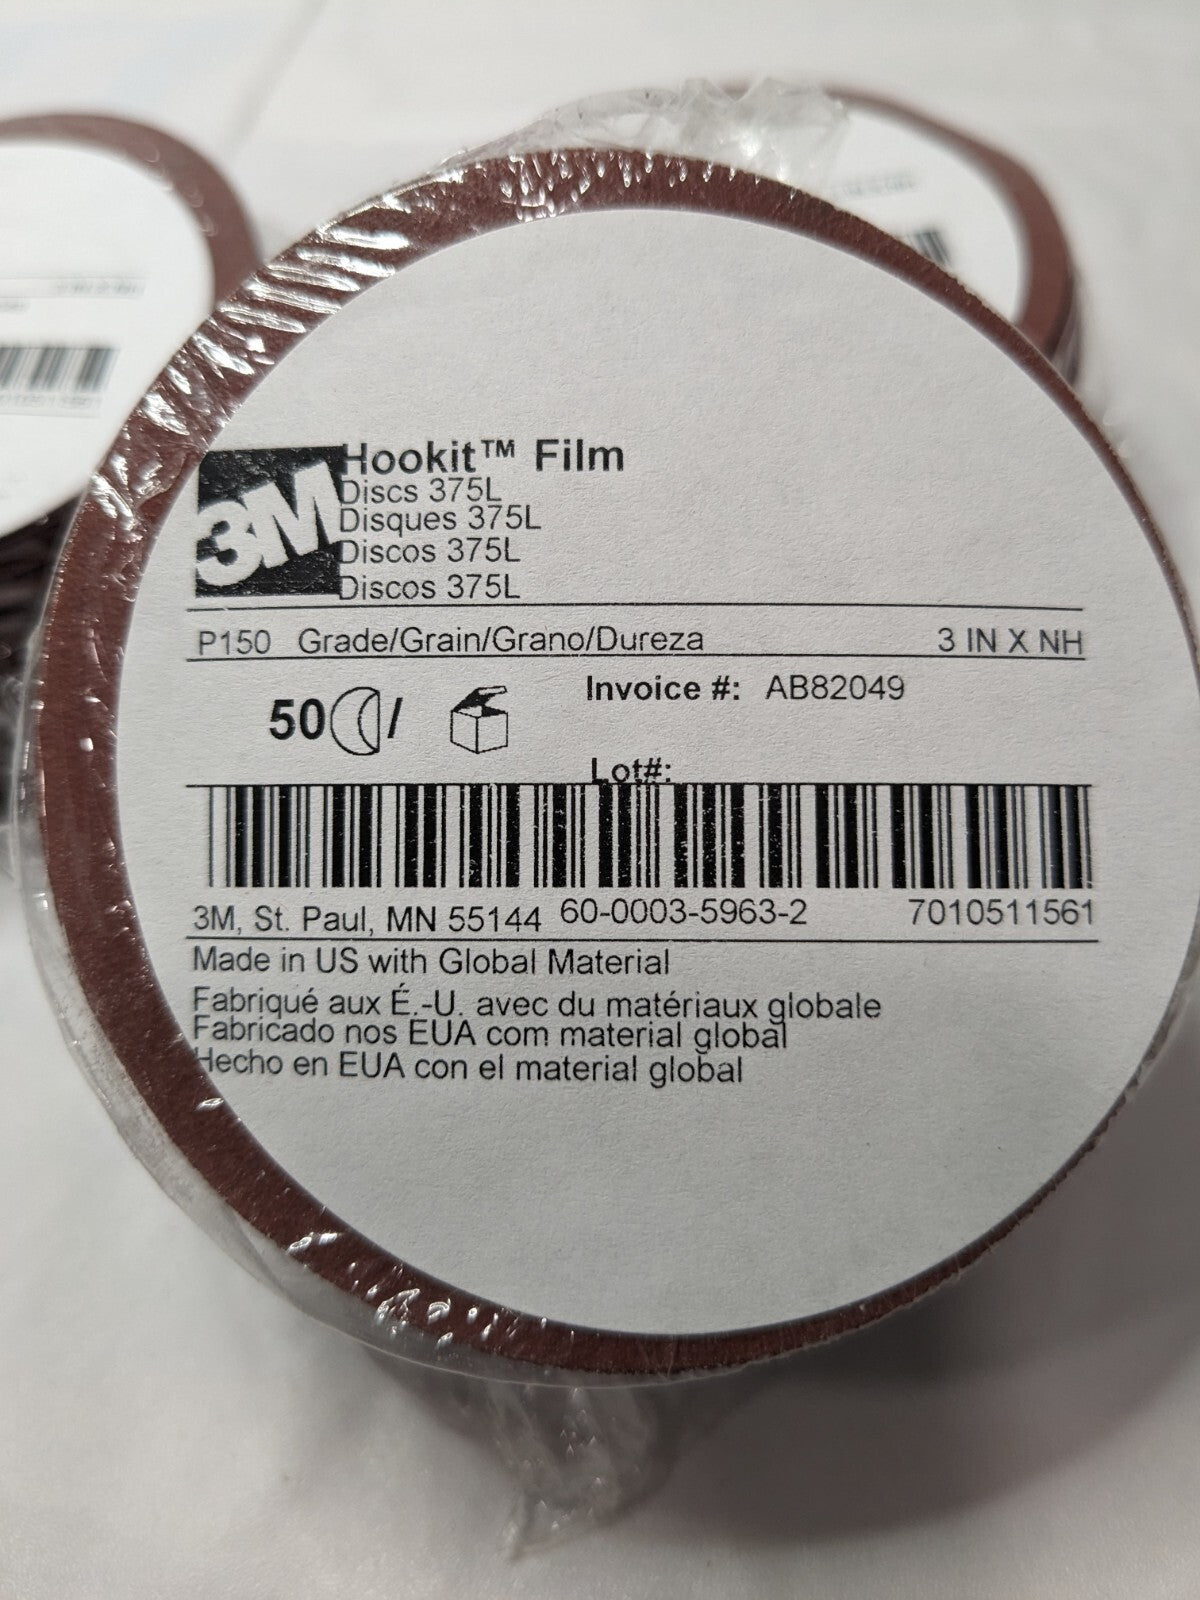 3M
Hookit™ Film
Discs 375L
Disques 375L
Discos 375L
Discos 375L
P150 Grade/Grain/Grano/Dureza 3 IN X NH
50 / Invoice #: AB82049
Lot#:
3M, St. Paul, MN 55144 60-0003-5963-2 7010511561
Made in US with Global Material
Fabriqué aux É.-U. avec du matériaux globale
Fabricado nos EUA com material global
Hecho en EUA con el material global